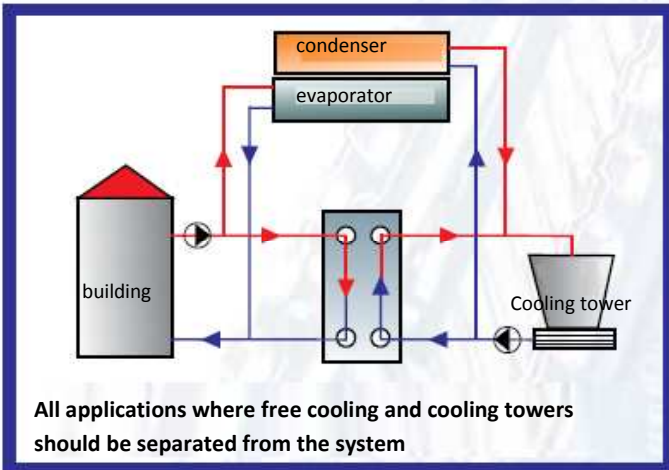 condenser
evaporator
building
Cooling tower
All applications where free cooling and cooling towers
should be separated from the system